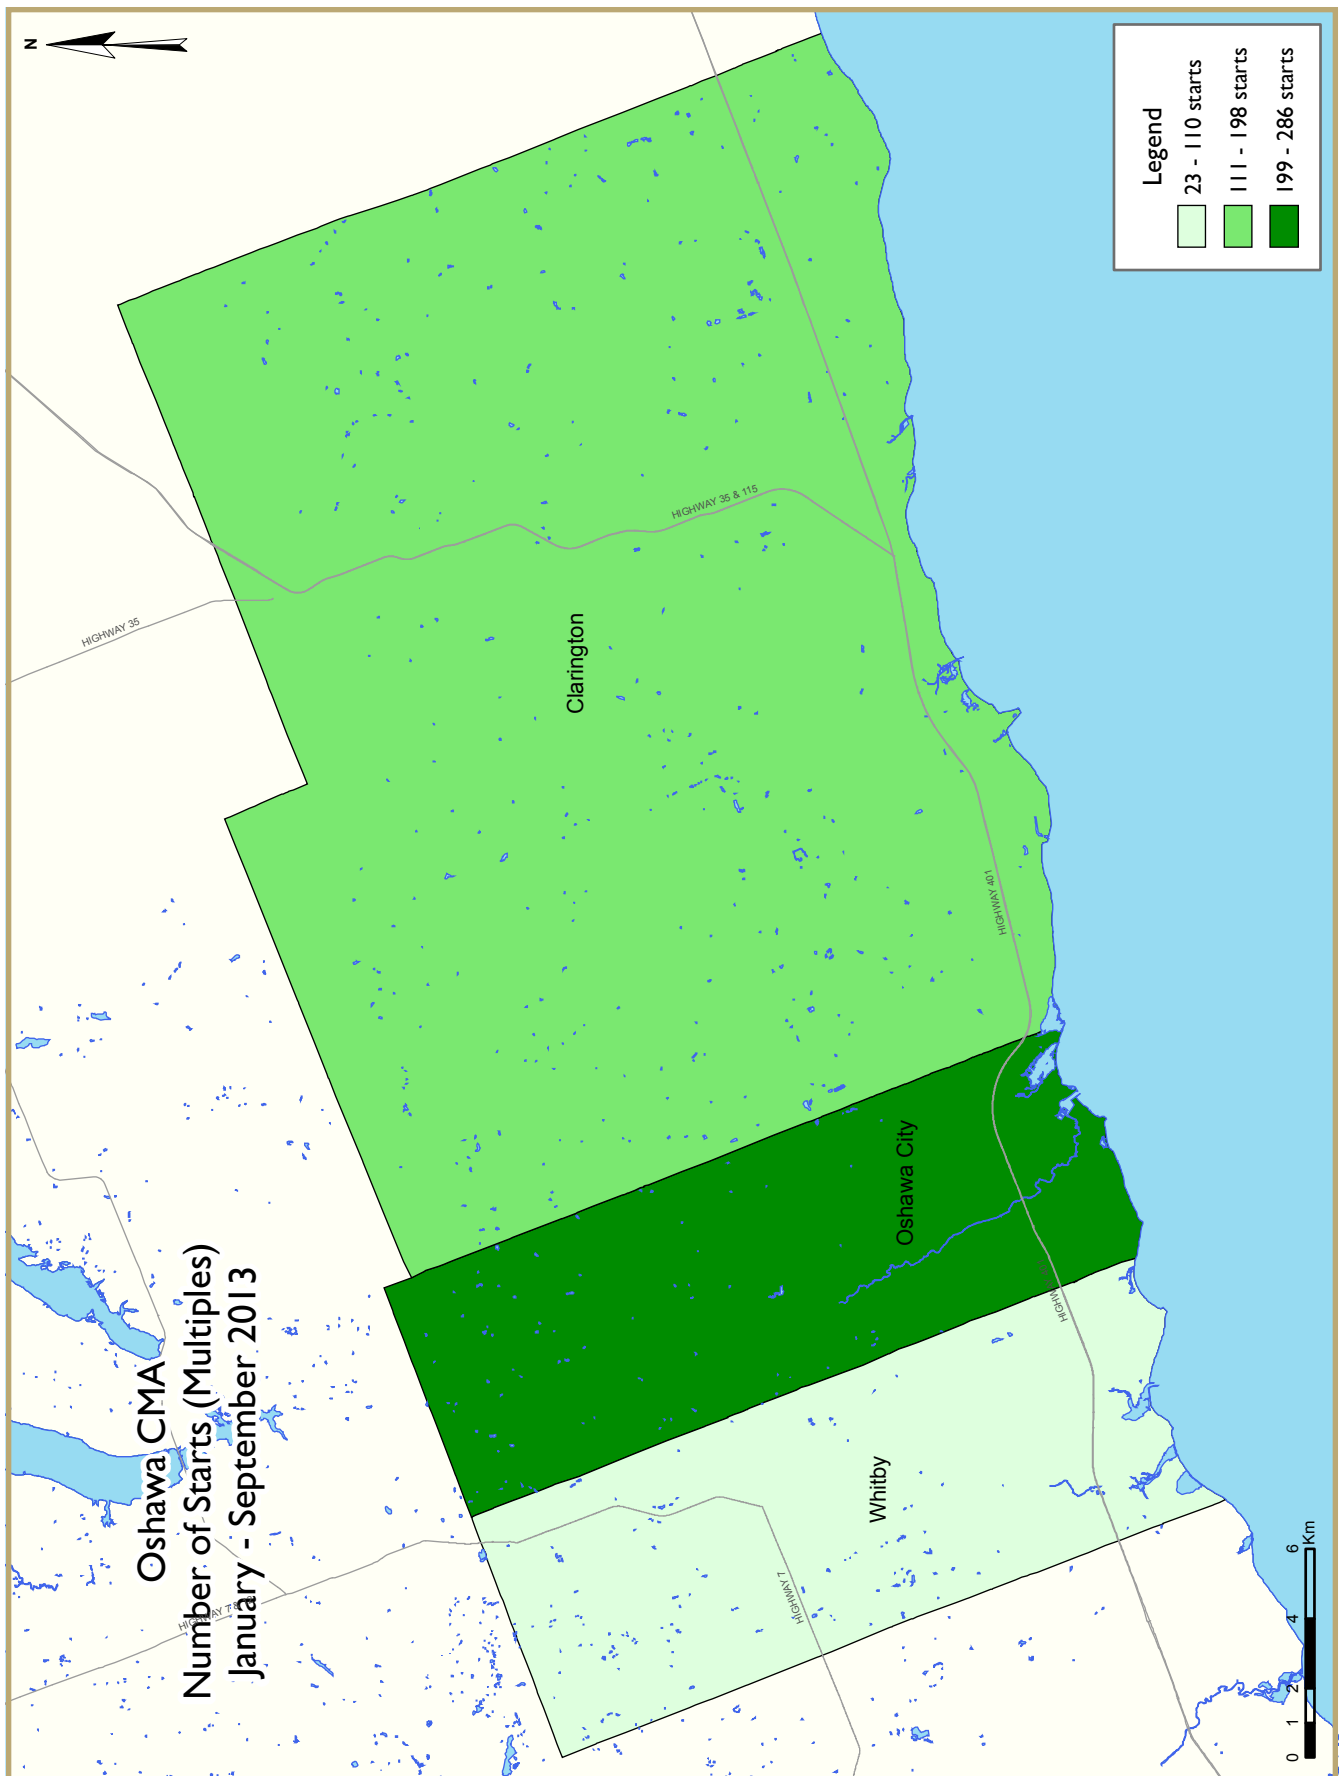 Oshawa CMA
Number of Starts (Multiples)
January - September 2013
N
HIGHWAY 35
HIGHWAY 35 & 115
HIGHWAY 7 &
HIGHWAY 7
HIGHWAY 401
Clarington
Oshawa City
Whitby
Legend
23 - 110 starts
111 - 198 starts
199 - 286 starts
0 1 2 4 6
Km